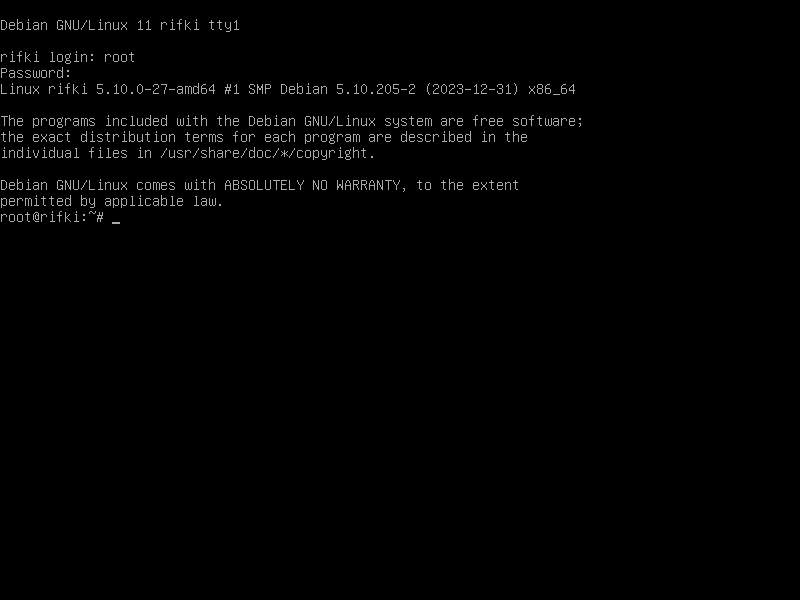 Debian GNU/Linux 11 rifki tty1
rifki login: root
Password:
Linux rifki 5.10.0-27-amd64 #1 SMP Debian 5.10.205-2 (2023-12-31) x86_64
The programs included with the Debian GNU/Linux system are free software;
the exact distribution terms for each program are described in the
individual files in /usr/share/doc/*/copyright.
Debian GNU/Linux comes with ABSOLUTELY NO WARRANTY, to the extent
permitted by applicable law.
root@rifki:~# _